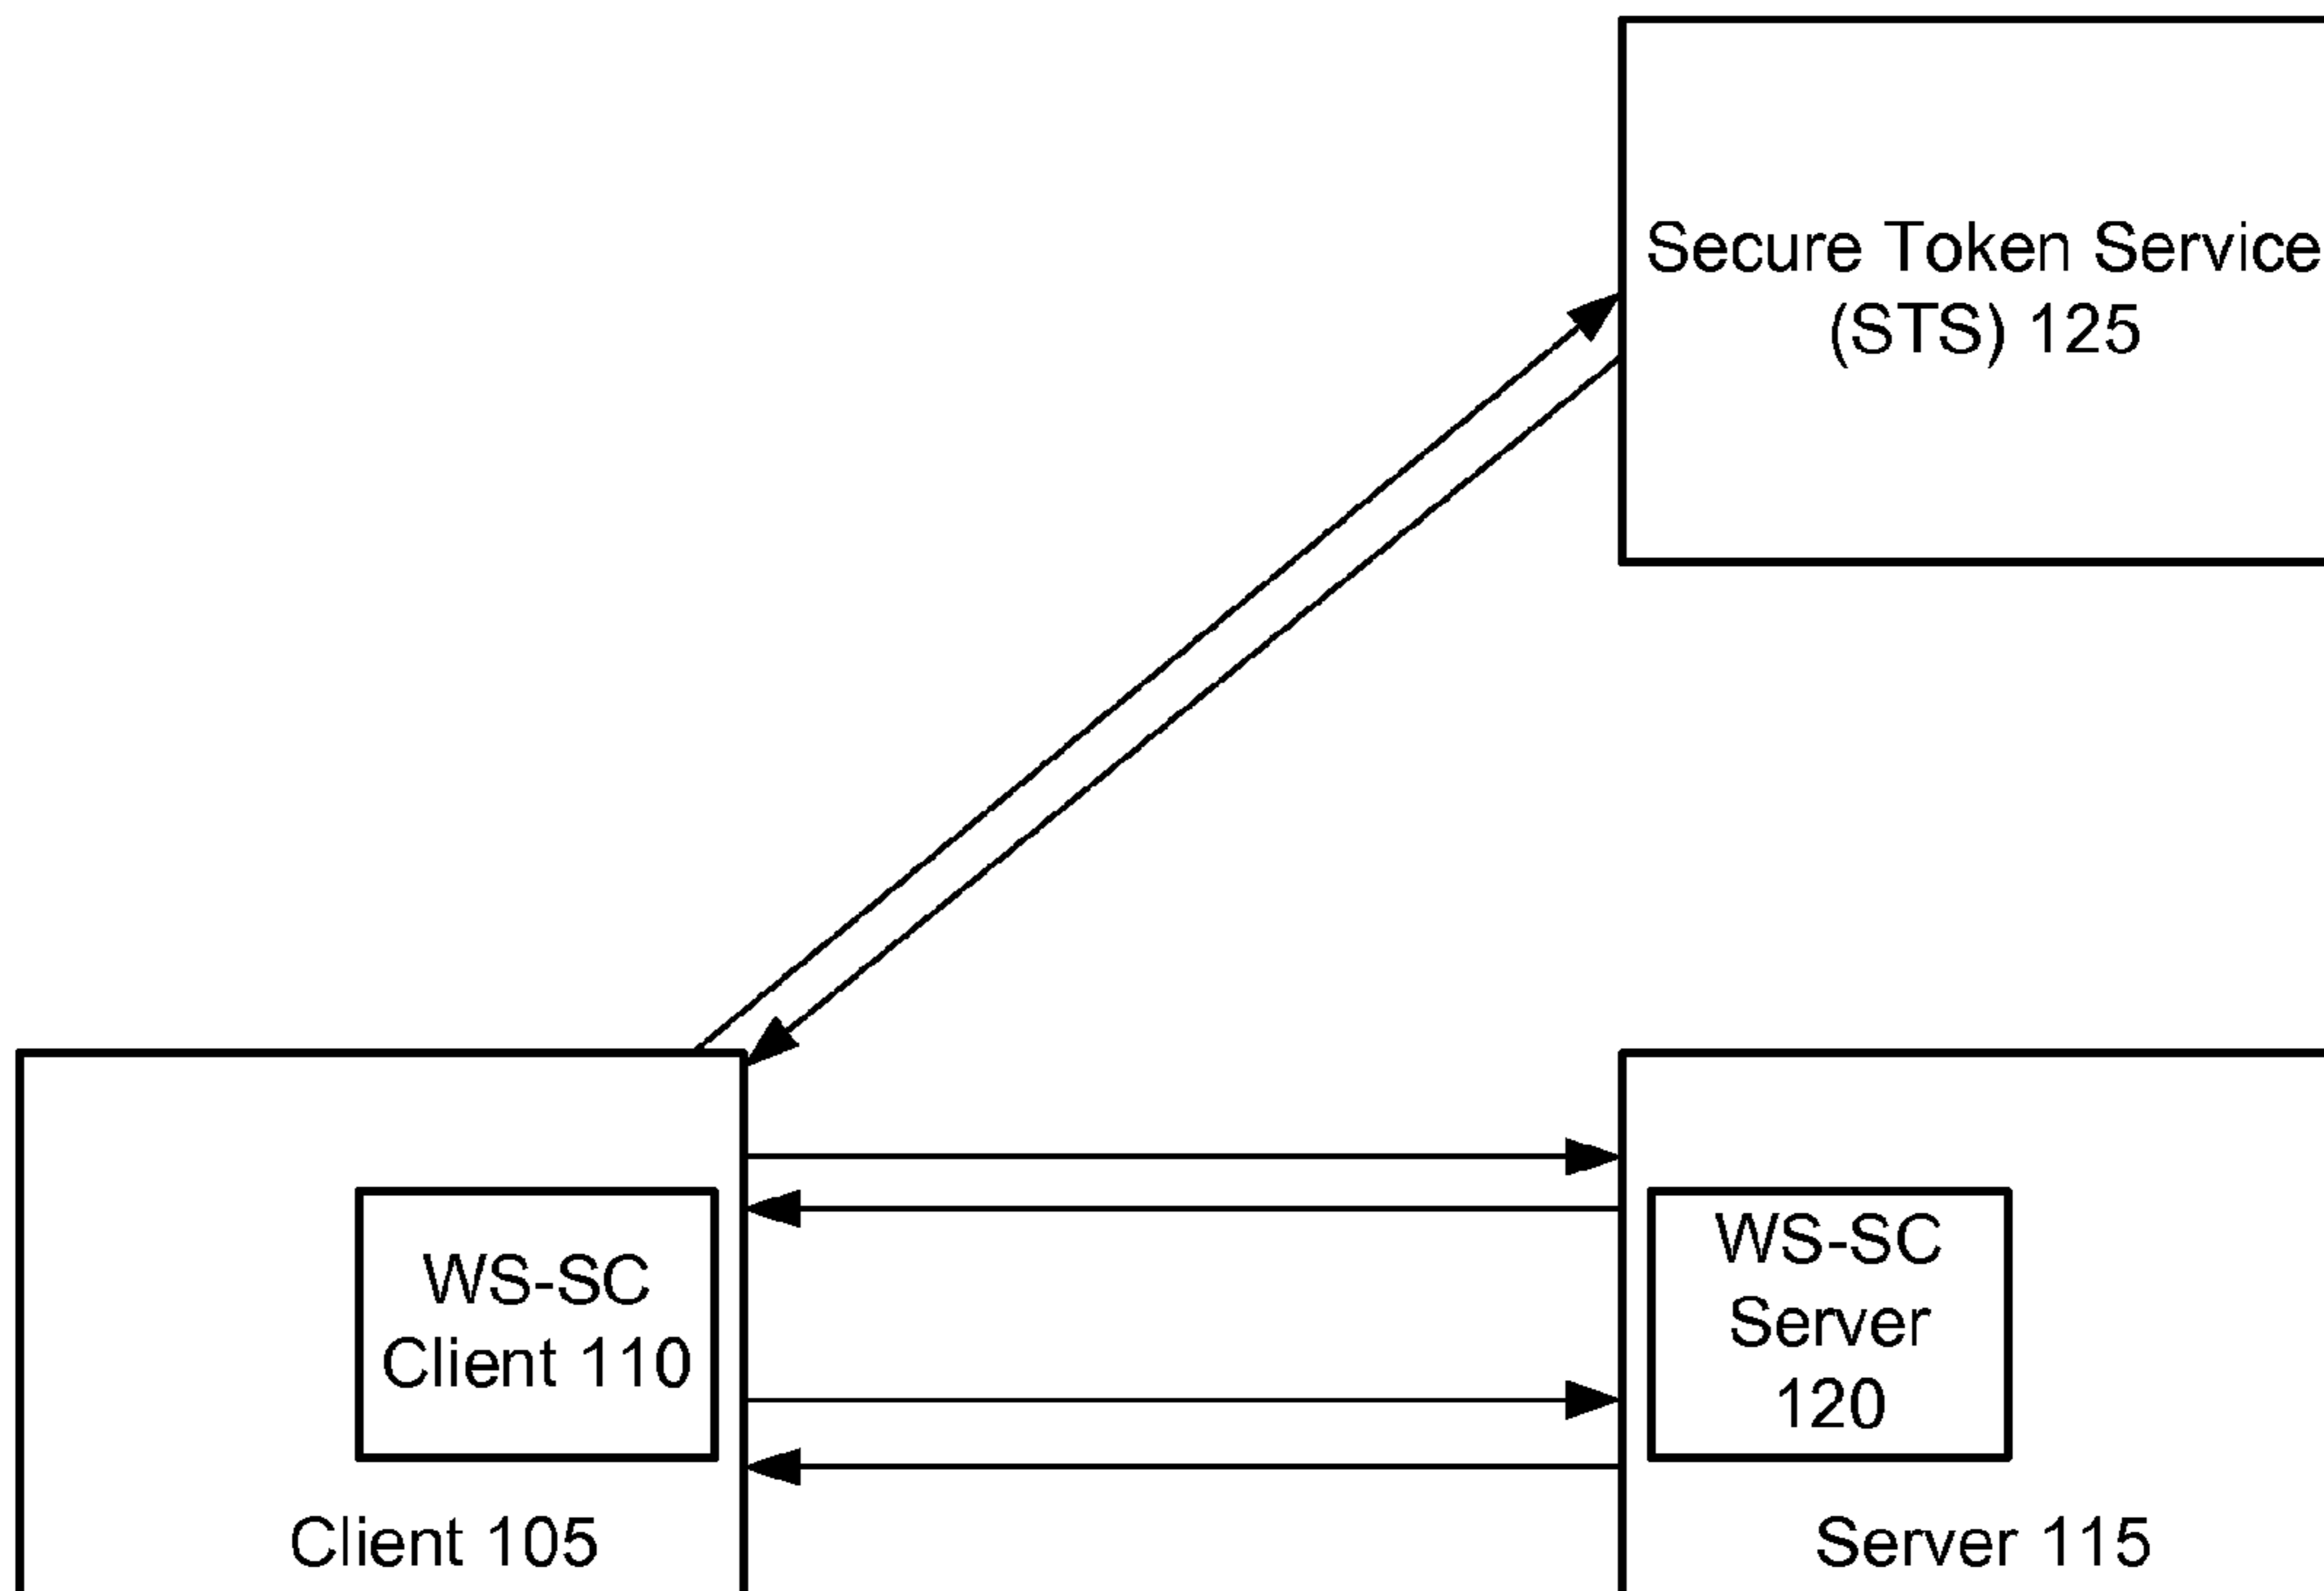 Secure Token Service
(STS) 125
WS-SC
Client 110
Client 105
WS-SC
Server
120
Server 115